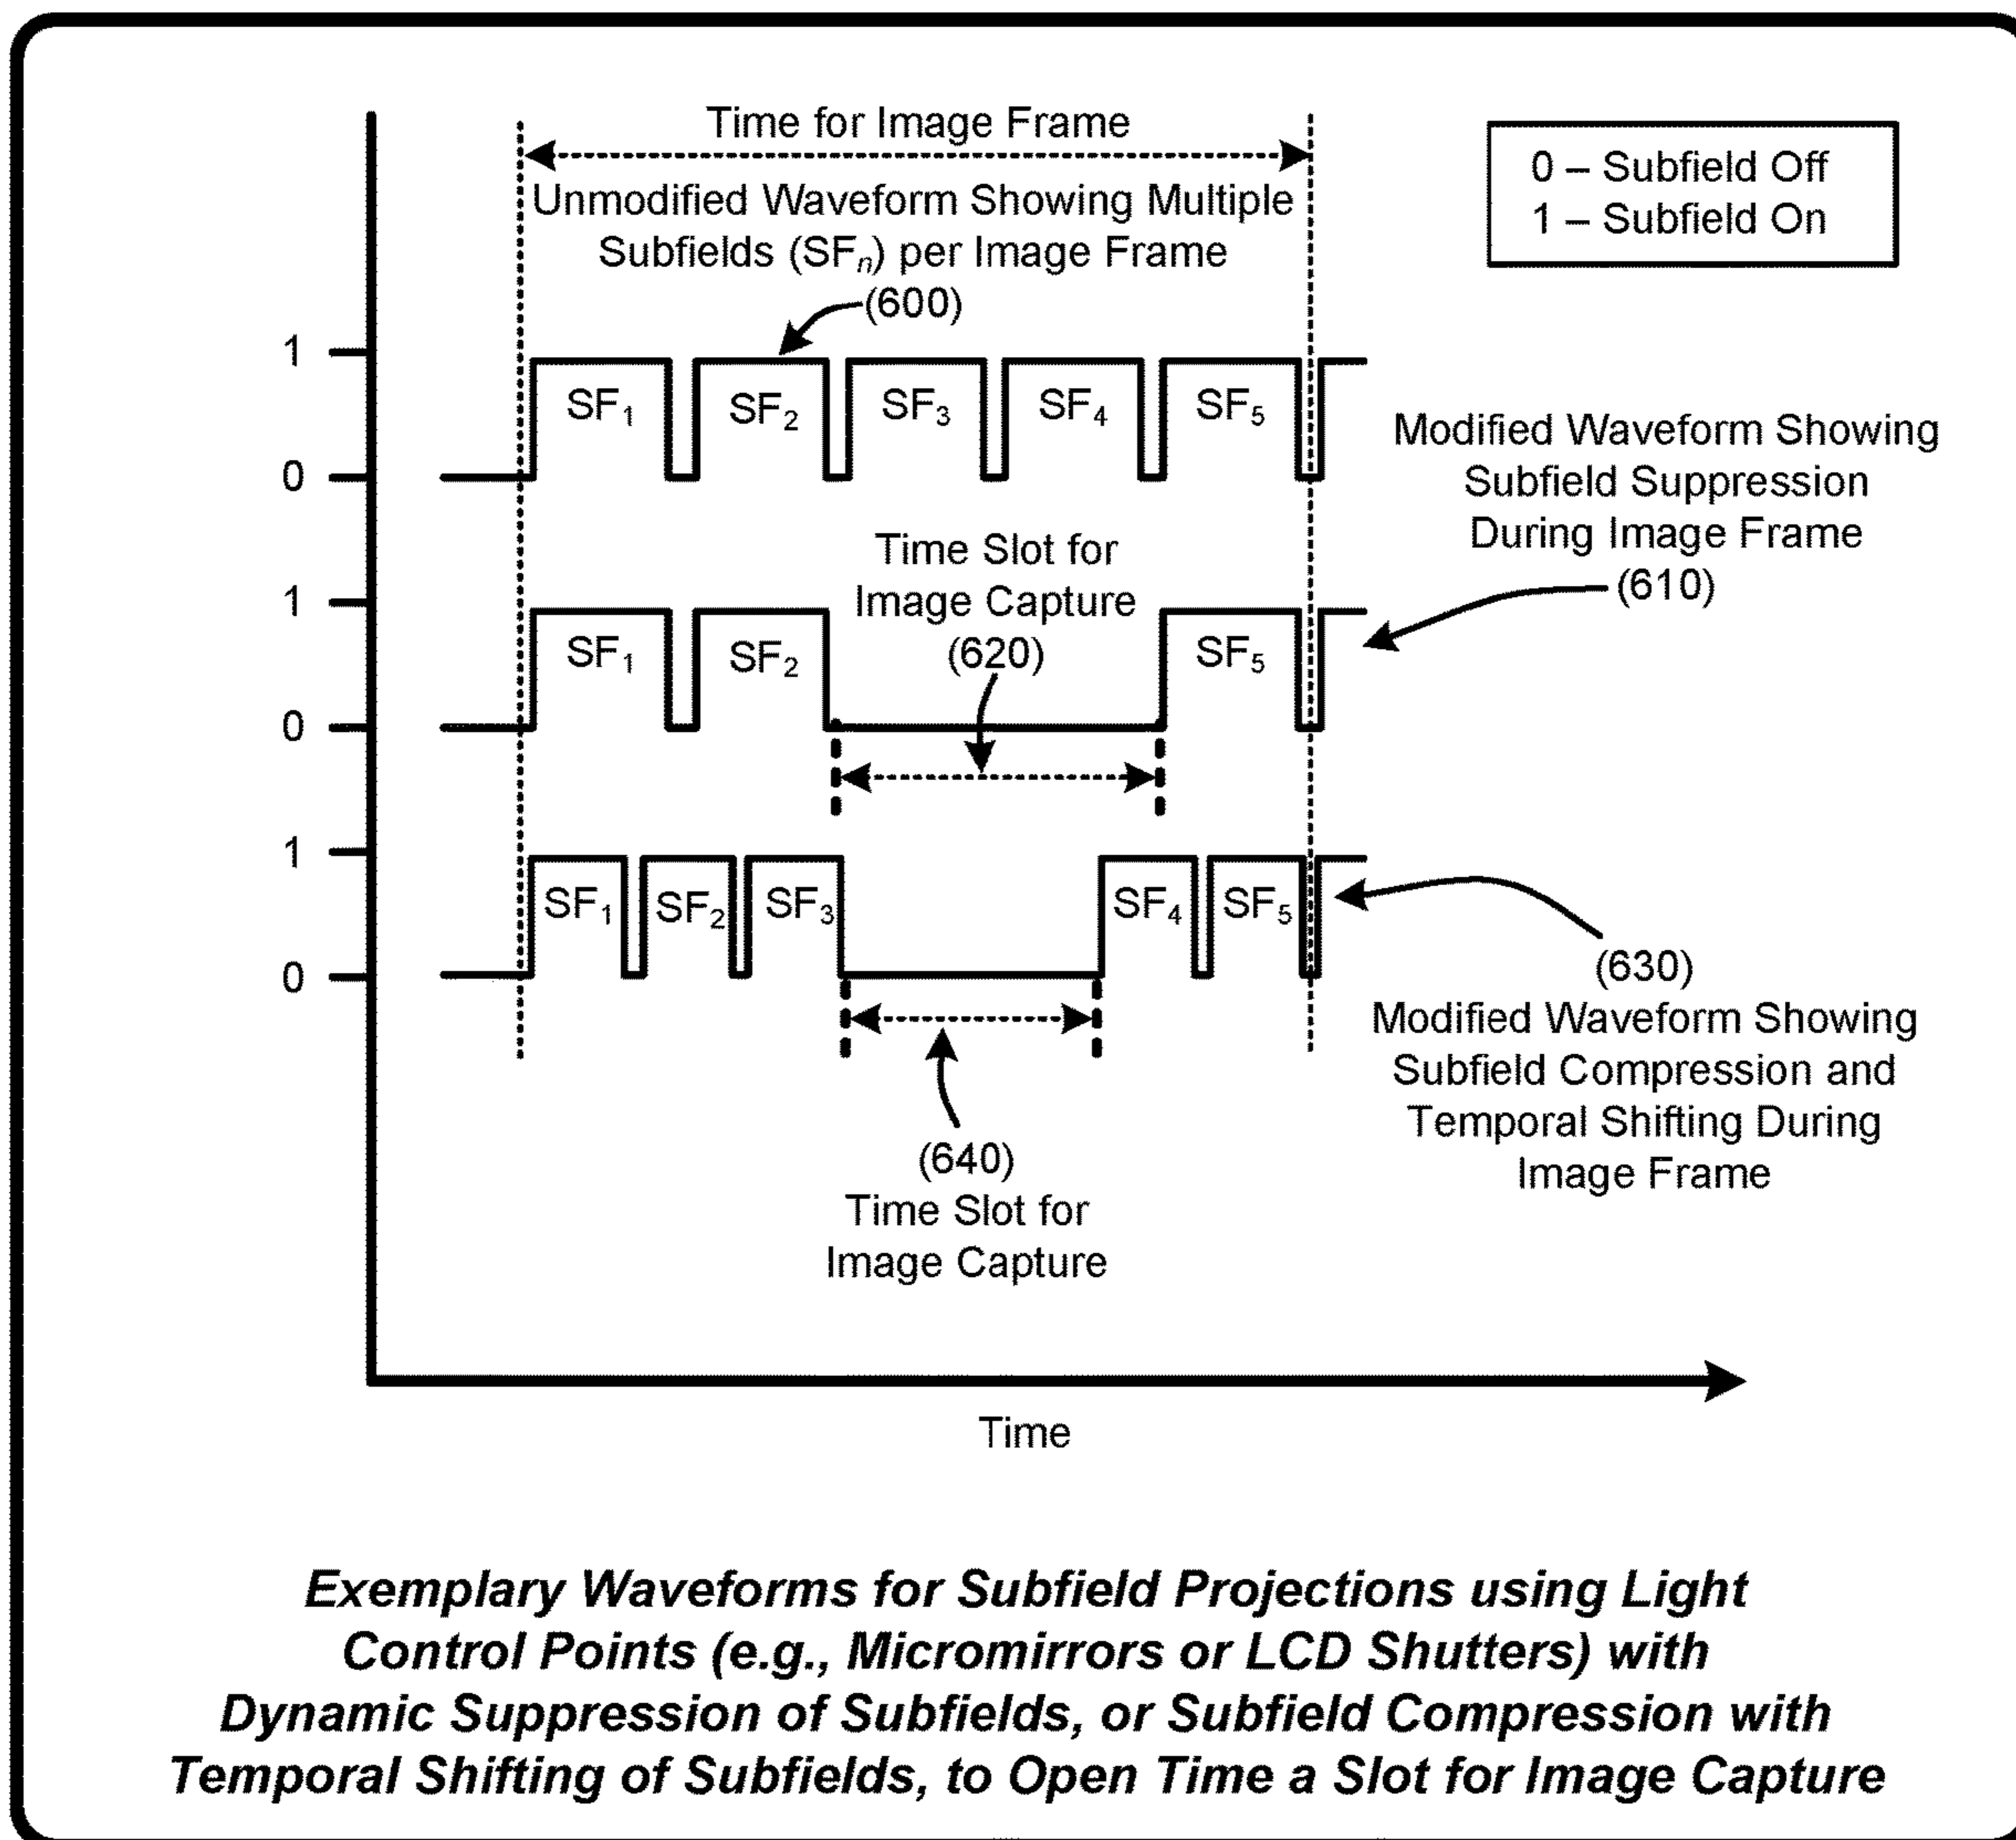 Time for Image Frame
Unmodified Waveform Showing Multiple
Subfields (SFn) per Image Frame
(600)
0 – Subfield Off
1 – Subfield On
1
SF1 SF2 SF3 SF4 SF5
0
Modified Waveform Showing
Subfield Suppression
During Image Frame
(610)
Time Slot for
Image Capture
(620)
1
SF1 SF2 SF5
0
1
SF1 SF2 SF3 SF4 SF5
0
(630)
Modified Waveform Showing
Subfield Compression and
Temporal Shifting During
Image Frame
(640)
Time Slot for
Image Capture
Time
Exemplary Waveforms for Subfield Projections using Light
Control Points (e.g., Micromirrors or LCD Shutters) with
Dynamic Suppression of Subfields, or Subfield Compression with
Temporal Shifting of Subfields, to Open Time a Slot for Image Capture